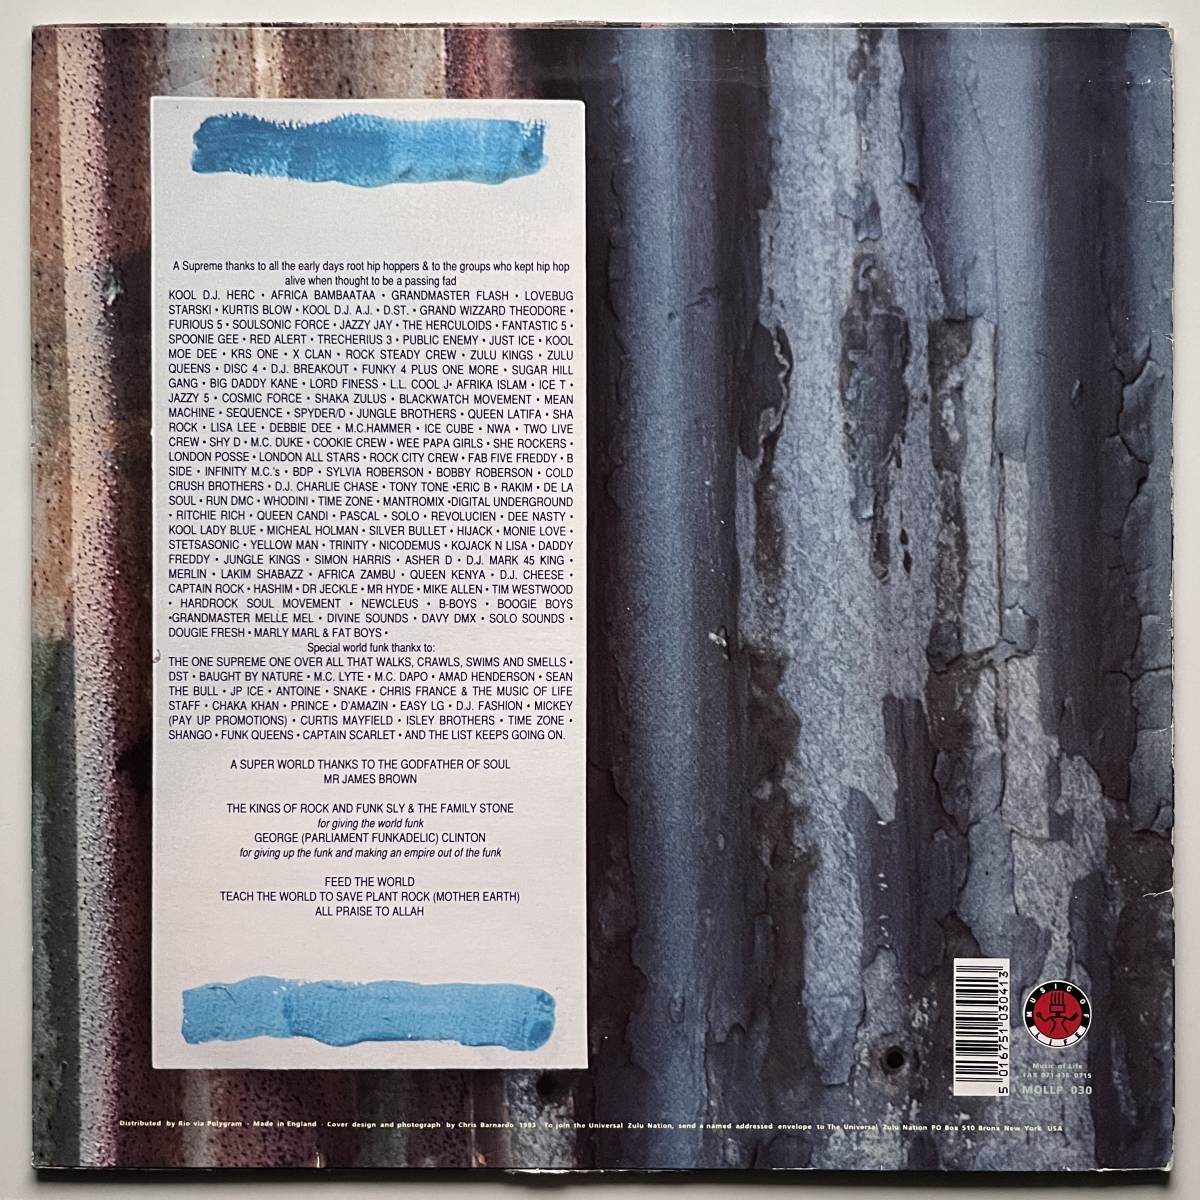 A Supreme thanks to all the early days root hip hoppers & to the groups who kept hip hop
alive when thought to be a passing fad
KOOL D.J. HERC • AFRICA BAMBAATAA • GRANDMASTER FLASH • LOVEBUG
STARSKI • KURTIS BLOW • KOOL D.J. A.J. • D.ST. • GRAND WIZZARD THEODORE •
FURIOUS 5 • SOULSONIC FORCE • JAZZY JAY • THE HERCULOIDS • FANTASTIC 5 •
SPOONIE GEE • RED ALERT • TRECHERIUS 3 • PUBLIC ENEMY • JUST ICE • KOOL
MOE DEE • KRS ONE • X CLAN • ROCK STEADY CREW • ZULU KINGS • ZULU
QUEENS • DISC 4 • D.J. BREAKOUT • FUNKY 4 PLUS ONE MORE • SUGAR HILL
GANG • BIG DADDY KANE • LORD FINESS • L.L. COOL J• AFRIKA ISLAM • ICE T •
JAZZY 5 • COSMIC FORCE • SHAKA ZULUS • BLACKWATCH MOVEMENT • MEAN
MACHINE • SEQUENCE • SPYDER/D • JUNGLE BROTHERS • QUEEN LATIFA • SHA
ROCK • LISA LEE • DEBBIE DEE • M.C.HAMMER • ICE CUBE • NWA • TWO LIVE
CREW • SHY D • M.C. DUKE • COOKIE CREW • WEE PAPA GIRLS • SHE ROCKERS •
LONDON POSSE • LONDON ALL STARS • ROCK CITY CREW • FAB FIVE FREDDY • B
SIDE • INFINITY M.C.'s • BDP • SYLVIA ROBERSON • BOBBY ROBERSON • COLD
CRUSH BROTHERS • D.J. CHARLIE CHASE • TONY TONE •ERIC B • RAKIM • DE LA
SOUL • RUN DMC • WHODINI • TIME ZONE • MANTROMIX •DIGITAL UNDERGROUND
• RITCHIE RICH • QUEEN CANDI • PASCAL • SOLO • REVOLUCIEN • DEE NASTY •
KOOL LADY BLUE • MICHEAL HOLMAN • SILVER BULLET • HIJACK • MONIE LOVE •
STETSASONIC • YELLOW MAN • TRINITY • NICODEMUS • KOJACK N LISA • DADDY
FREDDY • JUNGLE KINGS • SIMON HARRIS • ASHER D • D.J. MARK 45 KING •
MERLIN • LAKIM SHABAZZ • AFRICA ZAMBU • QUEEN KENYA • D.J. CHEESE •
CAPTAIN ROCK • HASHIM • DR JECKLE • MR HYDE • MIKE ALLEN • TIM WESTWOOD
• HARDROCK SOUL MOVEMENT • NEWCLEUS • B-BOYS • BOOGIE BOYS
•GRANDMASTER MELLE MEL • DIVINE SOUNDS • DAVY DMX • SOLO SOUNDS •
DOUGIE FRESH • MARLY MARL & FAT BOYS •
Special world funk thankx to:
THE ONE SUPREME ONE OVER ALL THAT WALKS, CRAWLS, SWIMS AND SMELLS •
DST • BAUGHT BY NATURE • M.C. LYTE • M.C. DAPO • AMAD HENDERSON • SEAN
THE BULL • JP ICE • ANTOINE • SNAKE • CHRIS FRANCE & THE MUSIC OF LIFE
STAFF • CHAKA KHAN • PRINCE • D'AMAZIN • EASY LG • D.J. FASHION • MICKEY
(PAY UP PROMOTIONS) • CURTIS MAYFIELD • ISLEY BROTHERS • TIME ZONE •
SHANGO • FUNK QUEENS • CAPTAIN SCARLET • AND THE LIST KEEPS GOING ON.
A SUPER WORLD THANKS TO THE GODFATHER OF SOUL
MR JAMES BROWN
THE KINGS OF ROCK AND FUNK SLY & THE FAMILY STONE
for giving the world funk
GEORGE (PARLIAMENT FUNKADELIC) CLINTON
for giving up the funk and making an empire out of the funk
FEED THE WORLD
TEACH THE WORLD TO SAVE PLANT ROCK (MOTHER EARTH)
ALL PRAISE TO ALLAH
5 016751 030413
MUSIC OF LIFE
Music of Life
FAX 071-436 0715
MOLLP 030
Distributed by Rio via Polygram - Made in England - Cover design and photograph by Chris Barnardo 1993 To join the Universal Zulu Nation, send a named addressed envelope to The Universal Zulu Nation PO Box 510 Bronx New York USA